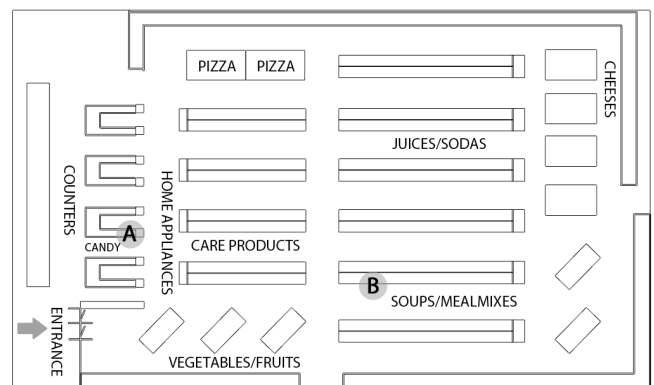 PIZZA PIZZA
CHEESES
JUICES/SODAS
COUNTERS
HOME APPLIANCES
A
CANDY
CARE PRODUCTS
B
SOUPS/MEALMIXES
ENTRANCE
VEGETABLES/FRUITS